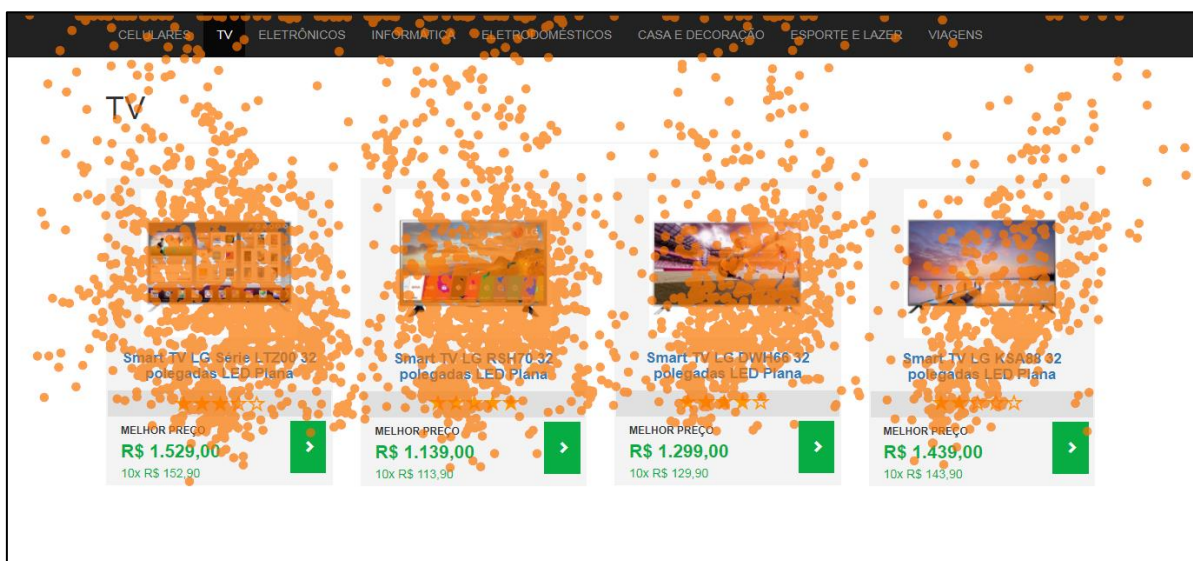 CELULARES TV ELETRÔNICOS INFORMÁTICA ELETRODOMÉSTICOS CASA E DECORAÇÃO ESPORTE E LAZER VIAGENS
TV
Smart TV LG Série LTZ00 32
polegadas LED Plana
MELHOR PREÇO
R$ 1.529,00
10x R$ 152,90
Smart TV LG RSH70 32
polegadas LED Plana
MELHOR PREÇO
R$ 1.139,00
10x R$ 113,90
Smart TV LG DWH66 32
polegadas LED Plana
MELHOR PREÇO
R$ 1.299,00
10x R$ 129,90
Smart TV LG KSA88 32
polegadas LED Plana
MELHOR PREÇO
R$ 1.439,00
10x R$ 143,90